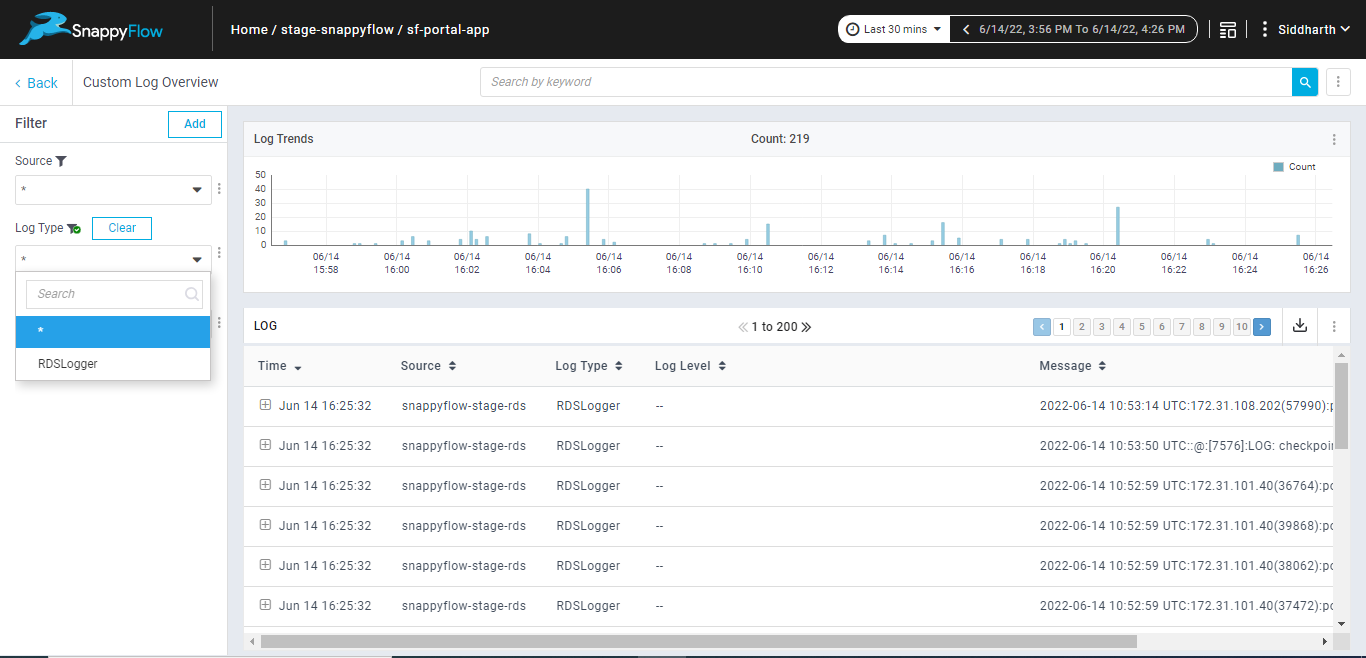 SnappyFlow
Home / stage-snappyflow / sf-portal-app
Last 30 mins
6/14/22, 3:56 PM To 6/14/22, 4:26 PM
Siddharth
Back
Custom Log Overview
Search by keyword
Filter
Add
Source
*
Log Type
Clear
*
Search
*
RDSLogger
Log Trends
Count: 219
Count
50
40
30
20
10
0
06/14 06/14 06/14 06/14 06/14 06/14 06/14 06/14 06/14 06/14 06/14 06/14 06/14 06/14 06/14
15:58 16:00 16:02 16:04 16:06 16:08 16:10 16:12 16:14 16:16 16:18 16:20 16:22 16:24 16:26
LOG
1 to 200
1 2 3 4 5 6 7 8 9 10
Time Source Log Type Log Level Message
Jun 14 16:25:32 snappyflow-stage-rds RDSLogger -- 2022-06-14 10:53:14 UTC:172.31.108.202(57990):p
Jun 14 16:25:32 snappyflow-stage-rds RDSLogger -- 2022-06-14 10:53:50 UTC::@:[7576]:LOG: checkpoi
Jun 14 16:25:32 snappyflow-stage-rds RDSLogger -- 2022-06-14 10:52:59 UTC:172.31.101.40(36764):po
Jun 14 16:25:32 snappyflow-stage-rds RDSLogger -- 2022-06-14 10:52:59 UTC:172.31.101.40(39868):po
Jun 14 16:25:32 snappyflow-stage-rds RDSLogger -- 2022-06-14 10:52:59 UTC:172.31.101.40(38062):po
Jun 14 16:25:32 snappyflow-stage-rds RDSLogger -- 2022-06-14 10:52:59 UTC:172.31.101.40(37472):po